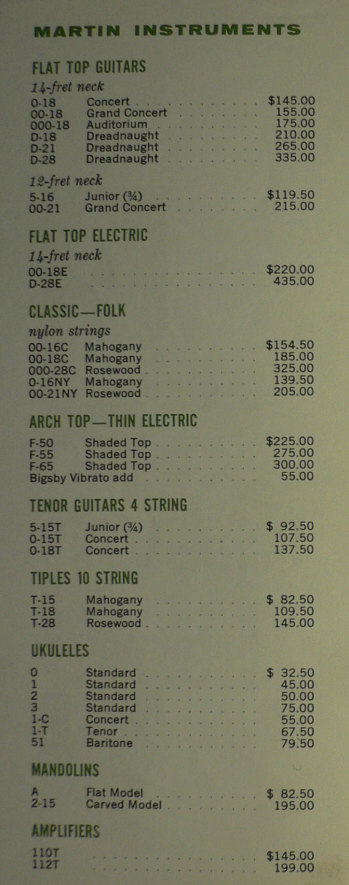 MARTIN INSTRUMENTS
FLAT TOP GUITARS
14-fret neck
0-18 Concert . . . . . . . . . . . $145.00
00-18 Grand Concert . . . . . . . . 155.00
000-18 Auditorium . . . . . . . . . . 175.00
D-18 Dreadnaught . . . . . . . . . 210.00
D-21 Dreadnaught . . . . . . . . . 265.00
D-28 Dreadnaught . . . . . . . . . 335.00
12-fret neck
5-16 Junior (¾) . . . . . . . . . . $119.50
00-21 Grand Concert . . . . . . . . 215.00
FLAT TOP ELECTRIC
14-fret neck
00-18E . . . . . . . . . . . . . . . $220.00
D-28E . . . . . . . . . . . . . . . 435.00
CLASSIC—FOLK
nylon strings
00-16C Mahogany . . . . . . . . . . $154.50
00-18C Mahogany . . . . . . . . . . 185.00
000-28C Rosewood . . . . . . . . . . 325.00
0-16NY Mahogany . . . . . . . . . . 139.50
00-21NY Rosewood . . . . . . . . . . 205.00
ARCH TOP—THIN ELECTRIC
F-50 Shaded Top . . . . . . . . . . $225.00
F-55 Shaded Top . . . . . . . . . . 275.00
F-65 Shaded Top . . . . . . . . . . 300.00
Bigsby Vibrato add . . . . . . . . . . . 55.00
TENOR GUITARS 4 STRING
5-15T Junior (¾) . . . . . . . . . . $ 92.50
0-15T Concert . . . . . . . . . . . 107.50
0-18T Concert . . . . . . . . . . . 137.50
TIPLES 10 STRING
T-15 Mahogany . . . . . . . . . . $ 82.50
T-18 Mahogany . . . . . . . . . . 109.50
T-28 Rosewood . . . . . . . . . . 145.00
UKULELES
0 Standard . . . . . . . . . . $ 32.50
1 Standard . . . . . . . . . . 45.00
2 Standard . . . . . . . . . . 50.00
3 Standard . . . . . . . . . . 75.00
1-C Concert . . . . . . . . . . . 55.00
1-T Tenor . . . . . . . . . . . . 67.50
51 Baritone . . . . . . . . . . 79.50
MANDOLINS
A Flat Model . . . . . . . . . . $ 82.50
2-15 Carved Model . . . . . . . . . 195.00
AMPLIFIERS
110T . . . . . . . . . . . . . . . $145.00
112T . . . . . . . . . . . . . . . 199.00